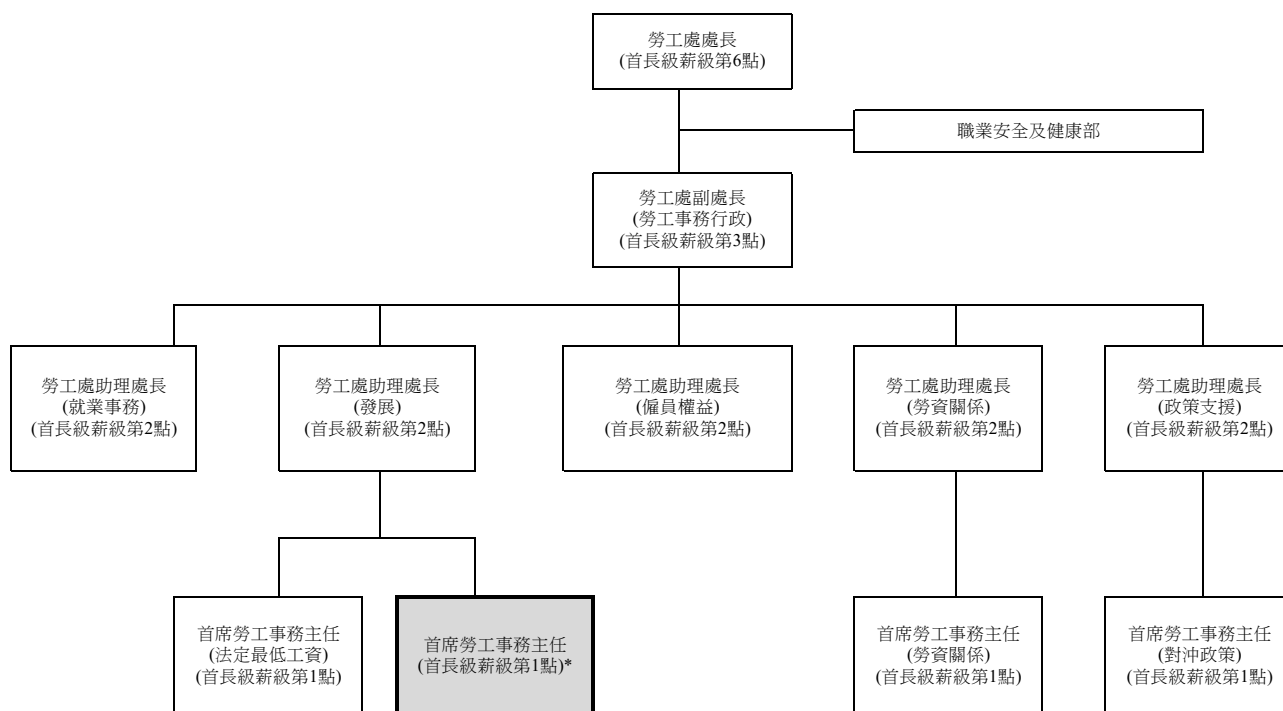 勞工處處長
(首長級薪級第6點)
職業安全及健康部
勞工處副處長
(勞工事務行政)
(首長級薪級第3點)
勞工處助理處長
(就業事務)
(首長級薪級第2點)
勞工處助理處長
(發展)
(首長級薪級第2點)
勞工處助理處長
(僱員權益)
(首長級薪級第2點)
勞工處助理處長
(勞資關係)
(首長級薪級第2點)
勞工處助理處長
(政策支援)
(首長級薪級第2點)
首席勞工事務主任
(法定最低工資)
(首長級薪級第1點)
首席勞工事務主任
(首長級薪級第1點)*
首席勞工事務主任
(勞資關係)
(首長級薪級第1點)
首席勞工事務主任
(對沖政策)
(首長級薪級第1點)